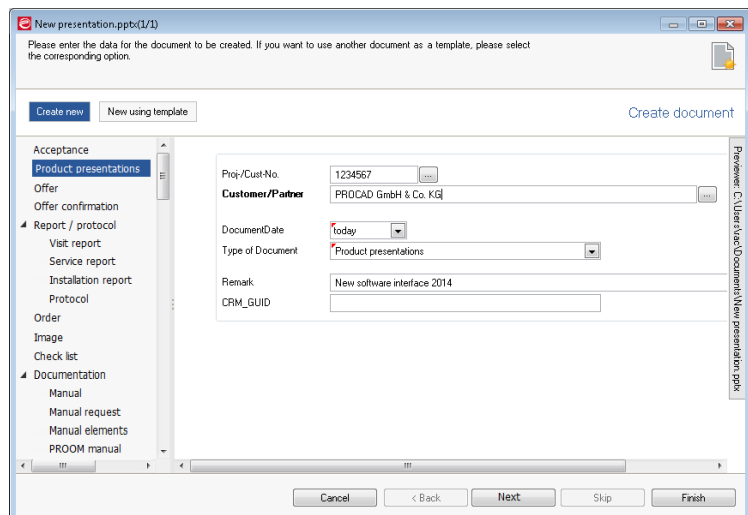 New presentation.pptx(1/1)
Please enter the data for the document to be created. If you want to use another document as a template, please select
the corresponding option.
Create new
New using template
Create document
Acceptance
Product presentations
Offer
Offer confirmation
Report / protocol
Visit report
Service report
Installation report
Protocol
Order
Image
Check list
Documentation
Manual
Manual request
Manual elements
PROOM manual
Proj-/Cust-No.
1234567
...
Customer/Partner
PROCAD GmbH & Co. KG
...
DocumentDate
today
Type of Document
Product presentations
Remark
New software interface 2014
CRM_GUID
Previewer: C:\Users\rac\Documents\New presentation.pptx
Cancel
< Back
Next
Skip
Finish